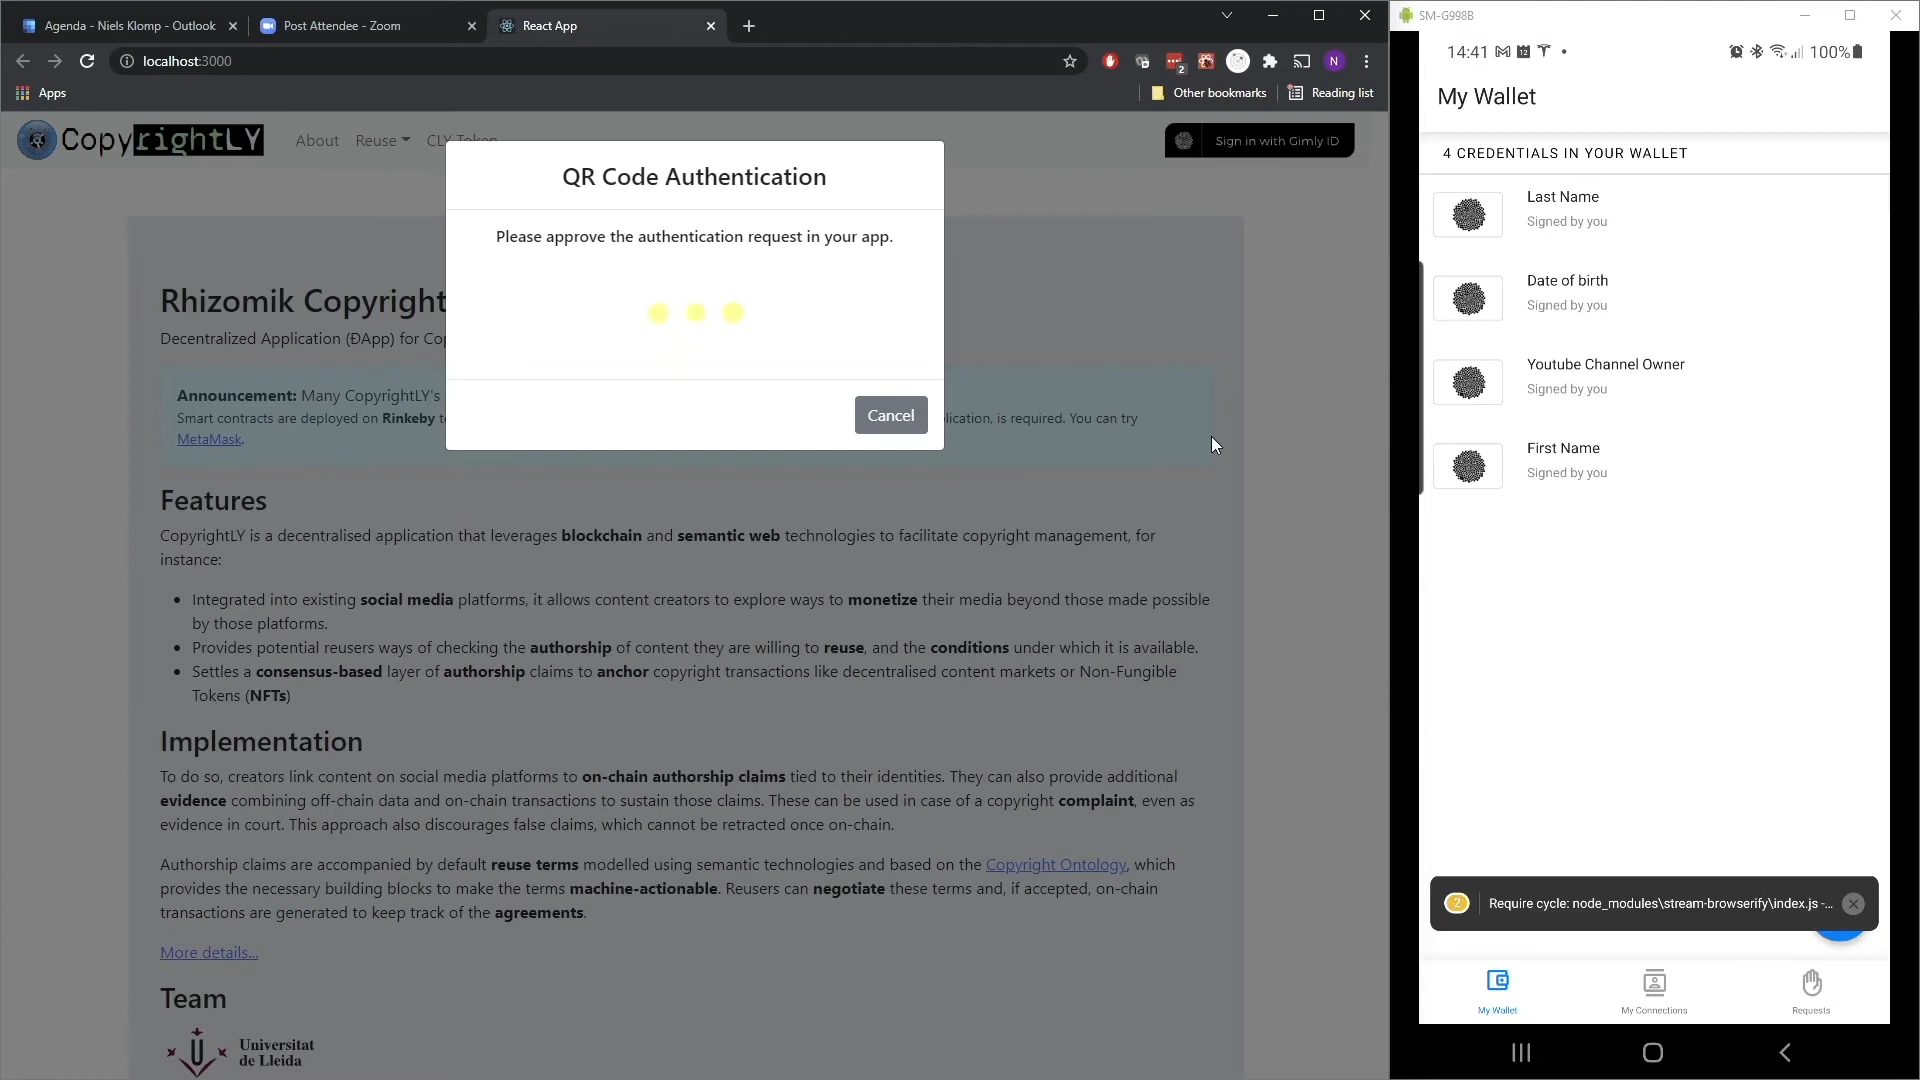 Agenda - Niels Klomp - Outlook
Post Attendee - Zoom
React App
localhost:3000
2
N
Apps
Other bookmarks
Reading list
CopyrightLY
About
Reuse
CLY Token
Sign in with Gimly ID
QR Code Authentication
Please approve the authentication request in your app.
Cancel
Rhizomik Copyright
Decentralized Application (ĐApp) for Cop
Announcement: Many CopyrightLY's
Smart contracts are deployed on Rinkeby te
lication, is required. You can try
MetaMask.
Features
CopyrightLY is a decentralised application that leverages blockchain and semantic web technologies to facilitate copyright management, for
instance:
Integrated into existing social media platforms, it allows content creators to explore ways to monetize their media beyond those made possible
by those platforms.
Provides potential reusers ways of checking the authorship of content they are willing to reuse, and the conditions under which it is available.
Settles a consensus-based layer of authorship claims to anchor copyright transactions like decentralised content markets or Non-Fungible
Tokens (NFTs)
Implementation
To do so, creators link content on social media platforms to on-chain authorship claims tied to their identities. They can also provide additional
evidence combining off-chain data and on-chain transactions to sustain those claims. These can be used in case of a copyright complaint, even as
evidence in court. This approach also discourages false claims, which cannot be retracted once on-chain.
Authorship claims are accompanied by default reuse terms modelled using semantic technologies and based on the Copyright Ontology, which
provides the necessary building blocks to make the terms machine-actionable. Reusers can negotiate these terms and, if accepted, on-chain
transactions are generated to keep track of the agreements.
More details...
Team
Universitat
de Lleida
SM-G998B
14:41
100%
My Wallet
4 CREDENTIALS IN YOUR WALLET
Last Name
Signed by you
Date of birth
Signed by you
Youtube Channel Owner
Signed by you
First Name
Signed by you
2
Require cycle: node_modules\stream-browserify\index.js -...
My Wallet
My Connections
Requests